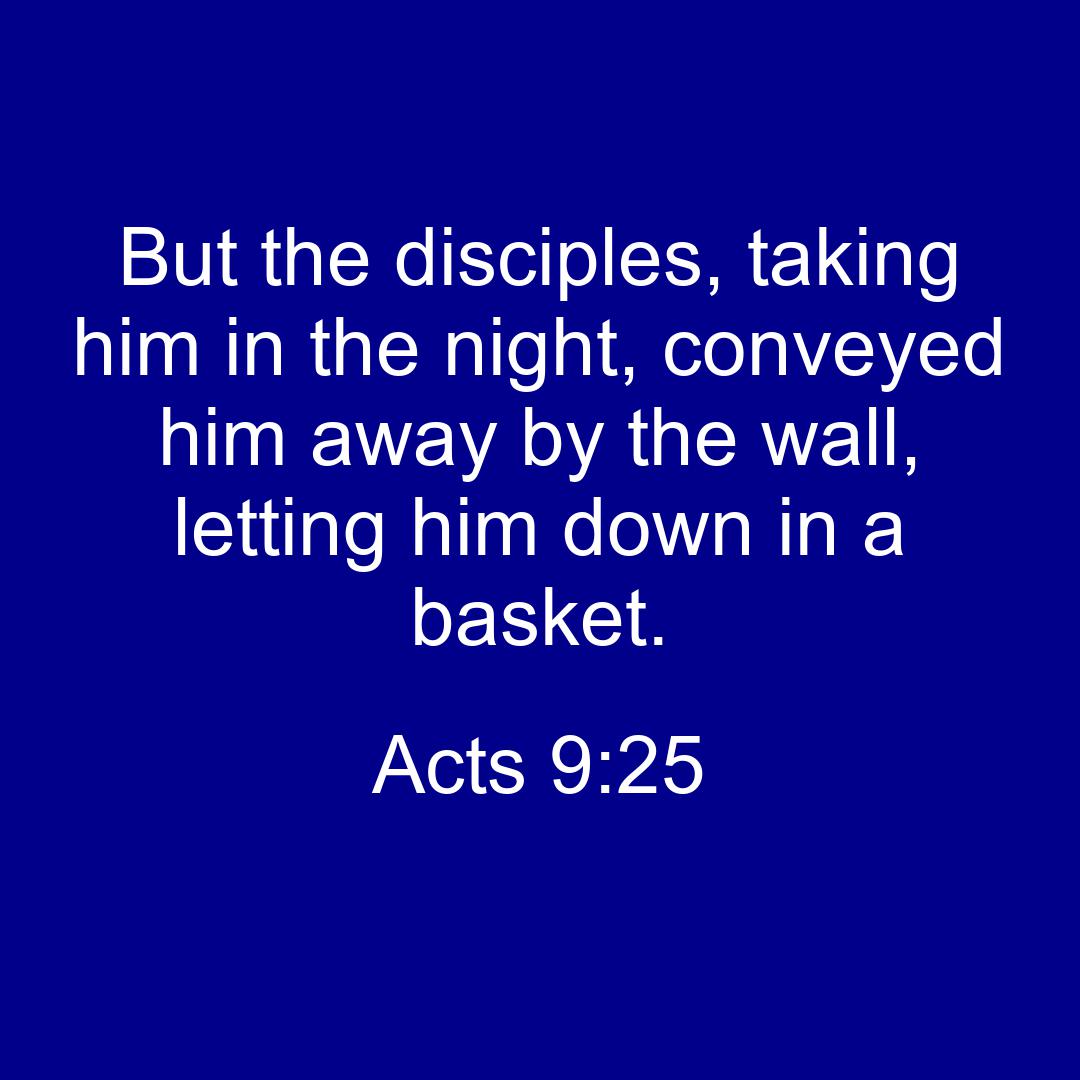 But the disciples, taking
him in the night, conveyed
him away by the wall,
letting him down in a
basket.
Acts 9:25